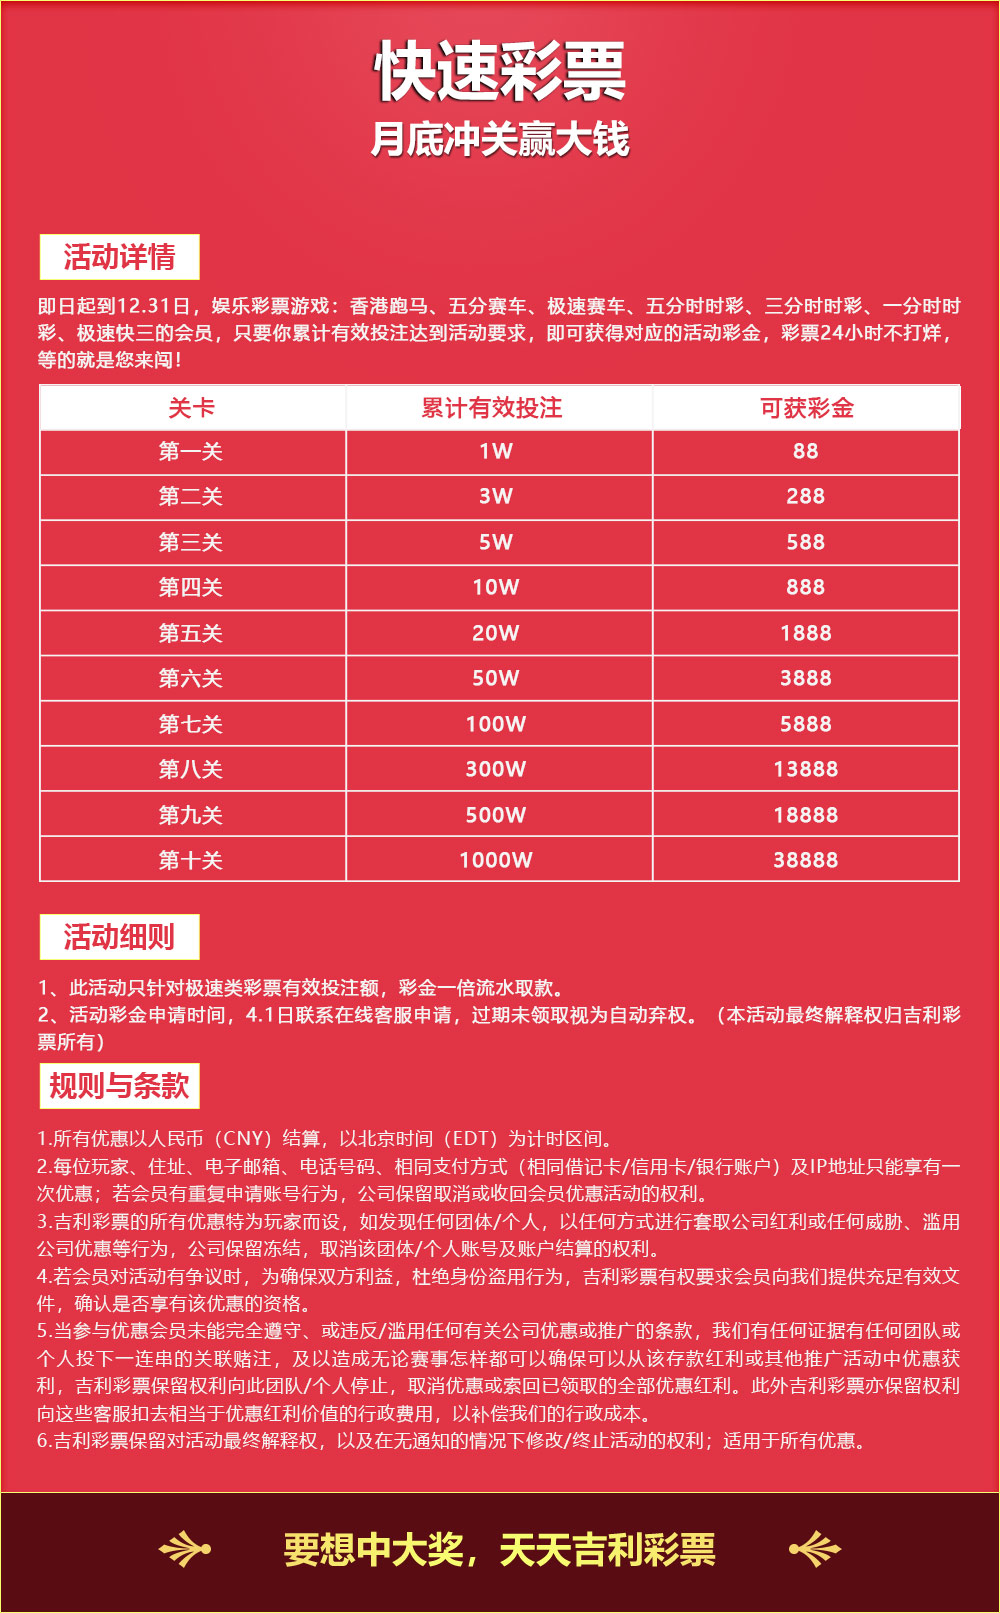 快速彩票
月底冲关赢大钱
活动详情
即日起到12.31日，娱乐彩票游戏：香港跑马、五分赛车、极速赛车、五分时时彩、三分时时彩、一分时时
彩、极速快三的会员，只要你累计有效投注达到活动要求，即可获得对应的活动彩金，彩票24小时不打烊，
等的就是您来闯！
关卡 累计有效投注 可获彩金
第一关 1W 88
第二关 3W 288
第三关 5W 588
第四关 10W 888
第五关 20W 1888
第六关 50W 3888
第七关 100W 5888
第八关 300W 13888
第九关 500W 18888
第十关 1000W 38888
活动细则
1、此活动只针对极速类彩票有效投注额，彩金一倍流水取款。
2、活动彩金申请时间，4.1日联系在线客服申请，过期未领取视为自动弃权。（本活动最终解释权归吉利彩
票所有）
规则与条款
1.所有优惠以人民币（CNY）结算，以北京时间（EDT）为计时区间。
2.每位玩家、住址、电子邮箱、电话号码、相同支付方式（相同借记卡/信用卡/银行账户）及IP地址只能享有一
次优惠；若会员有重复申请账号行为，公司保留取消或收回会员优惠活动的权利。
3.吉利彩票的所有优惠特为玩家而设，如发现任何团体/个人，以任何方式进行套取公司红利或任何威胁、滥用
公司优惠等行为，公司保留冻结，取消该团体/个人账号及账户结算的权利。
4.若会员对活动有争议时，为确保双方利益，杜绝身份盗用行为，吉利彩票有权要求会员向我们提供充足有效文
件，确认是否享有该优惠的资格。
5.当参与优惠会员未能完全遵守、或违反/滥用任何有关公司优惠或推广的条款，我们有任何证据有任何团队或
个人投下一连串的关联赌注，及以造成无论赛事怎样都可以确保可以从该存款红利或其他推广活动中优惠获
利，吉利彩票保留权利向此团队/个人停止，取消优惠或索回已领取的全部优惠红利。此外吉利彩票亦保留权利
向这些客服扣去相当于优惠红利价值的行政费用，以补偿我们的行政成本。
6.吉利彩票保留对活动最终解释权，以及在无通知的情况下修改/终止活动的权利；适用于所有优惠。
要想中大奖，天天吉利彩票